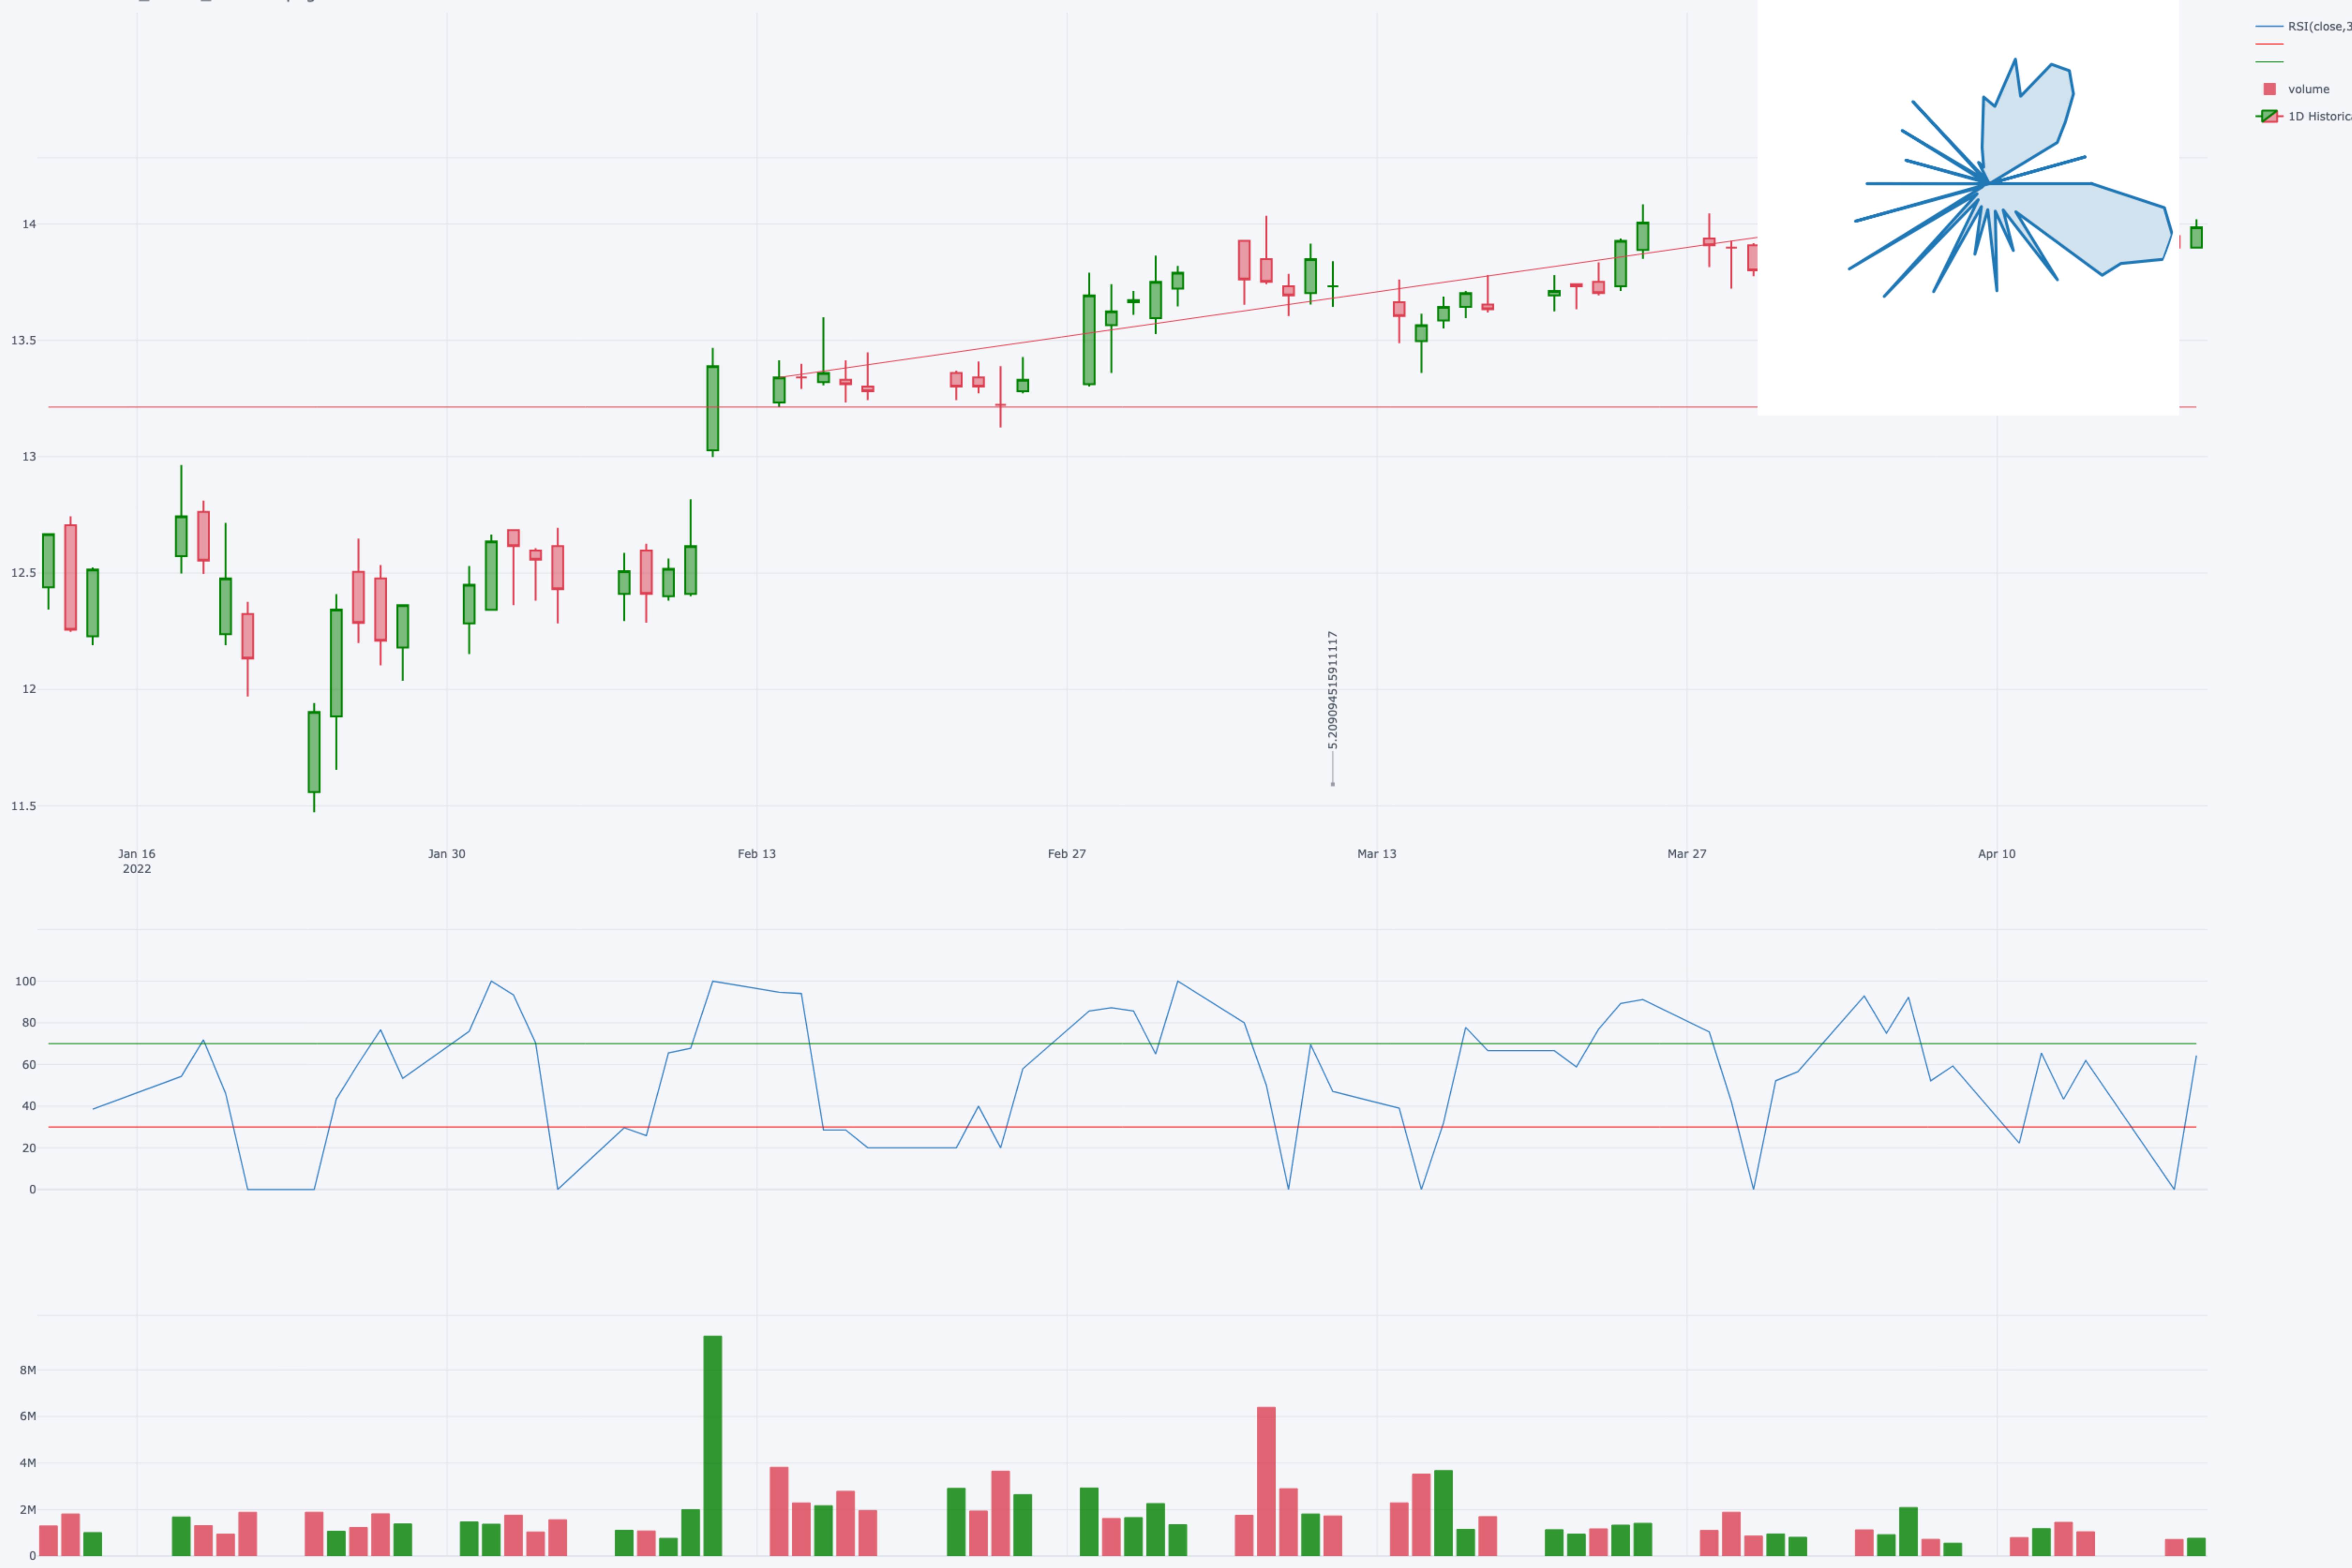 RSI(close,3
volume
1D Historica
14
13.5
13
12.5
12
11.5
5.209094515911117
Jan 16
2022
Jan 30
Feb 13
Feb 27
Mar 13
Mar 27
Apr 10
100
80
60
40
20
0
8M
6M
4M
2M
0